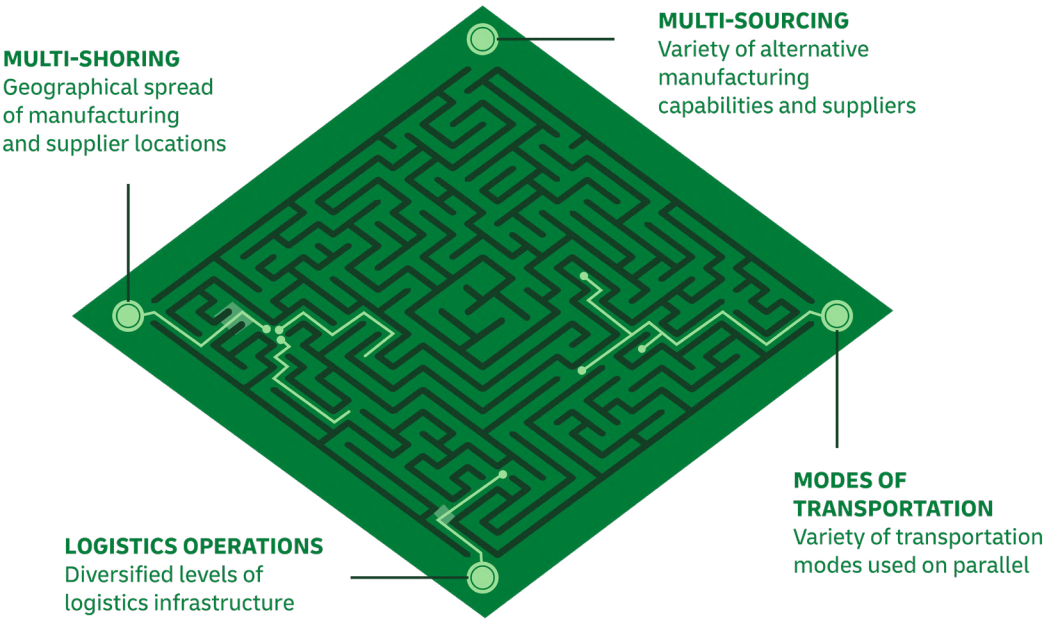 MULTI-SHORING
Geographical spread
of manufacturing
and supplier locations
MULTI-SOURCING
Variety of alternative
manufacturing
capabilities and suppliers
LOGISTICS OPERATIONS
Diversified levels of
logistics infrastructure
MODES OF
TRANSPORTATION
Variety of transportation
modes used on parallel